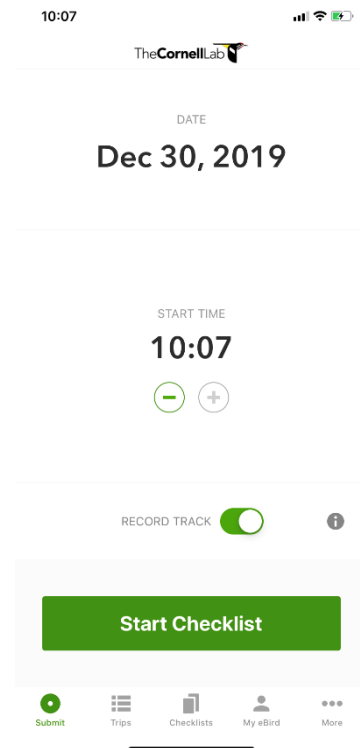 10:07
TheCornellLab
DATE
Dec 30, 2019
START TIME
10:07
RECORD TRACK
Start Checklist
Submit
Trips
Checklists
My eBird
More